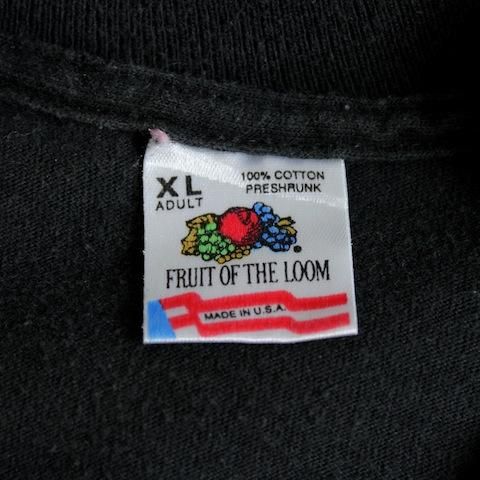 XL
ADULT
100% COTTON
PRESHRUNK
FRUIT OF THE LOOM
MADE IN U.S.A.